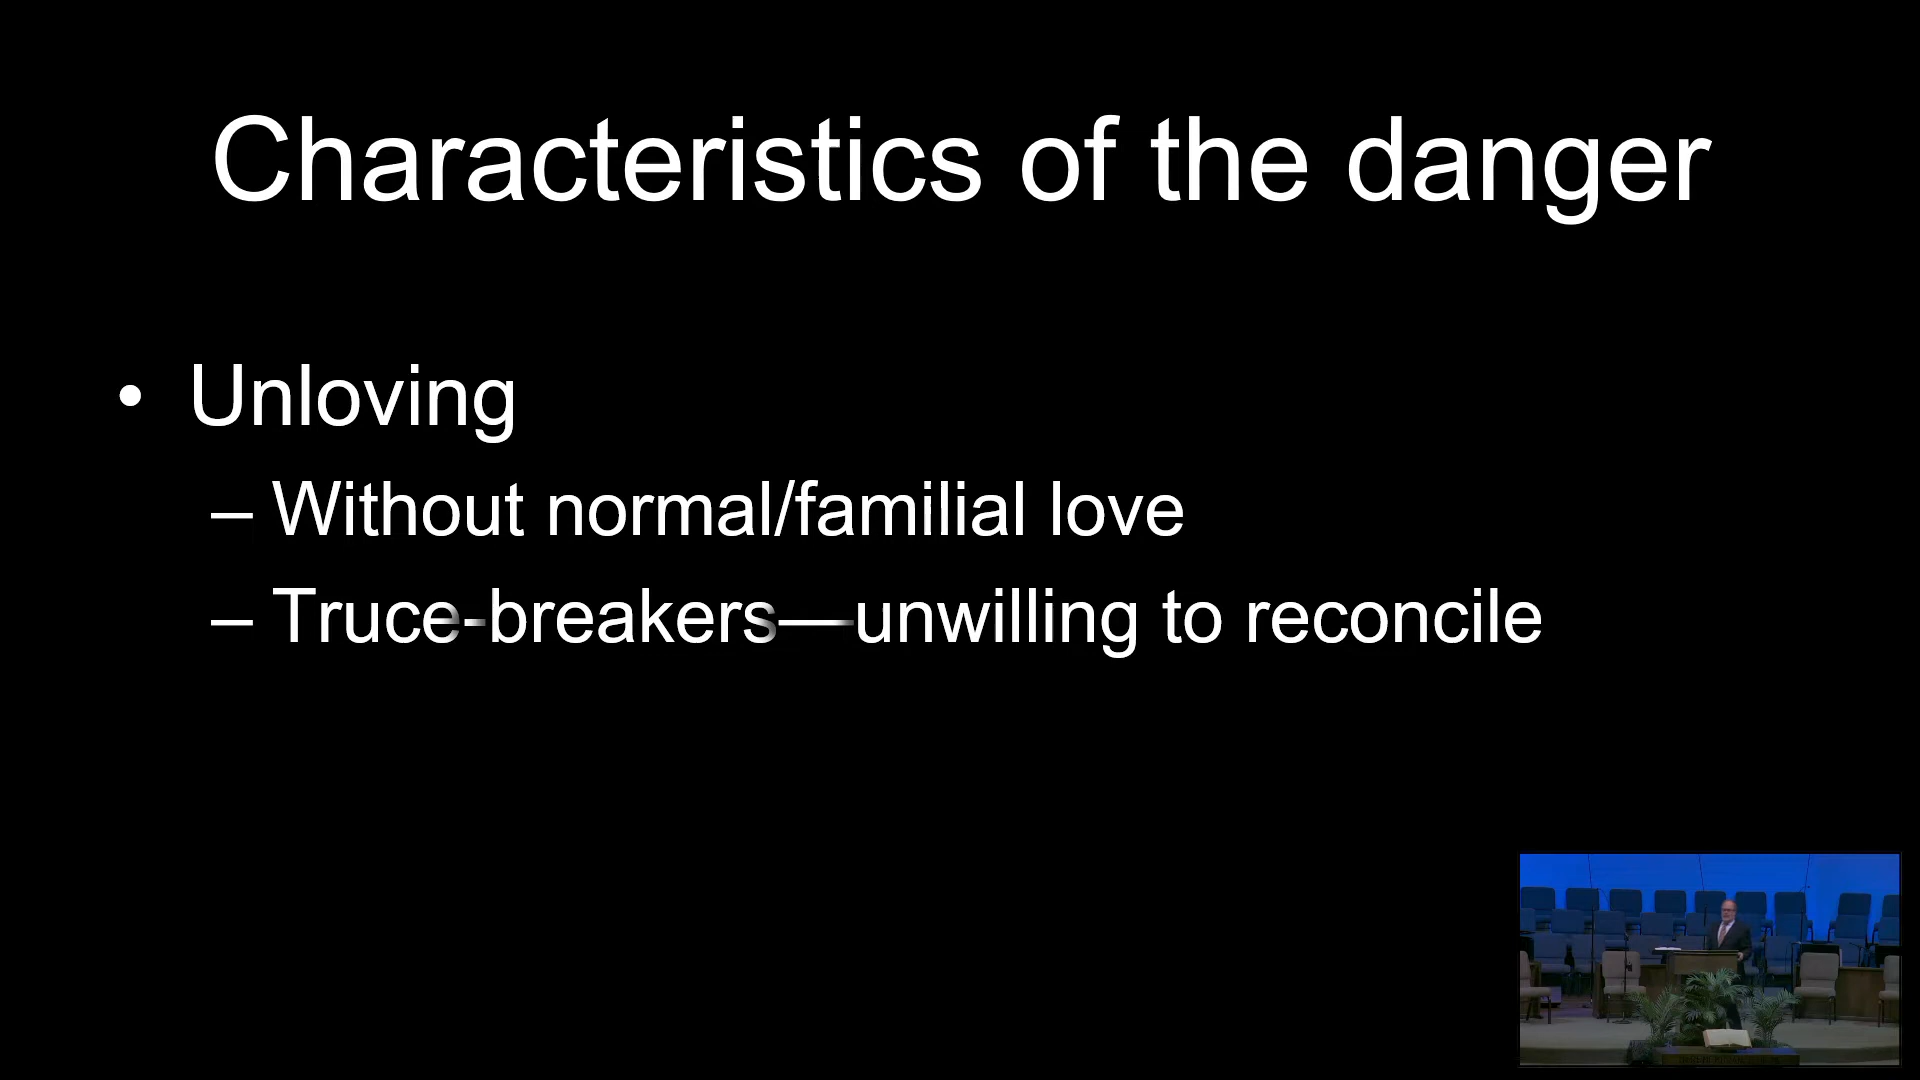 Characteristics of the danger
• Unloving
– Without normal/familial love
– Truce-breakers—unwilling to reconcile